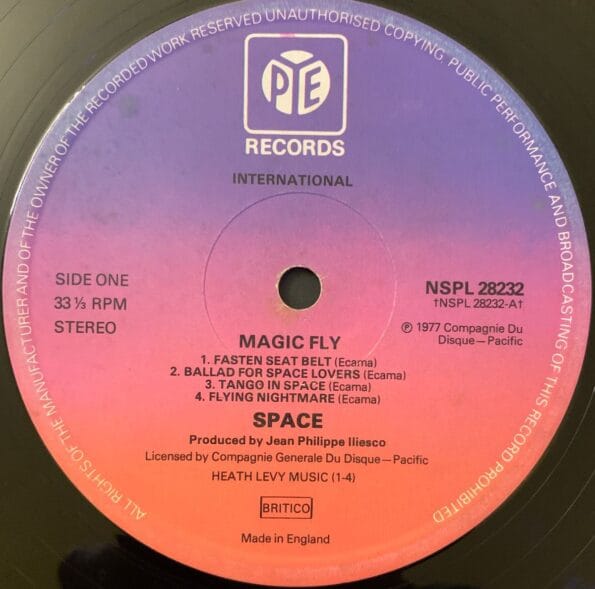 ALL RIGHTS OF THE MANUFACTURER AND OF THE OWNER OF THE RECORDED WORK RESERVED UNAUTHORISED COPYING, PUBLIC PERFORMANCE AND BROADCASTING OF THIS RECORD PROHIBITED
PYE
RECORDS
INTERNATIONAL
SIDE ONE
33 ⅓ RPM
STEREO
NSPL 28232
†NSPL 28232-A†
℗ 1977 Compagnie Du
Disque—Pacific
MAGIC FLY
1. FASTEN SEAT BELT (Ecama)
2. BALLAD FOR SPACE LOVERS (Ecama)
3. TANGO IN SPACE (Ecama)
4. FLYING NIGHTMARE (Ecama)
SPACE
Produced by Jean Philippe Iliesco
Licensed by Compagnie Generale Du Disque—Pacific
HEATH LEVY MUSIC (1-4)
BRITICO
Made in England